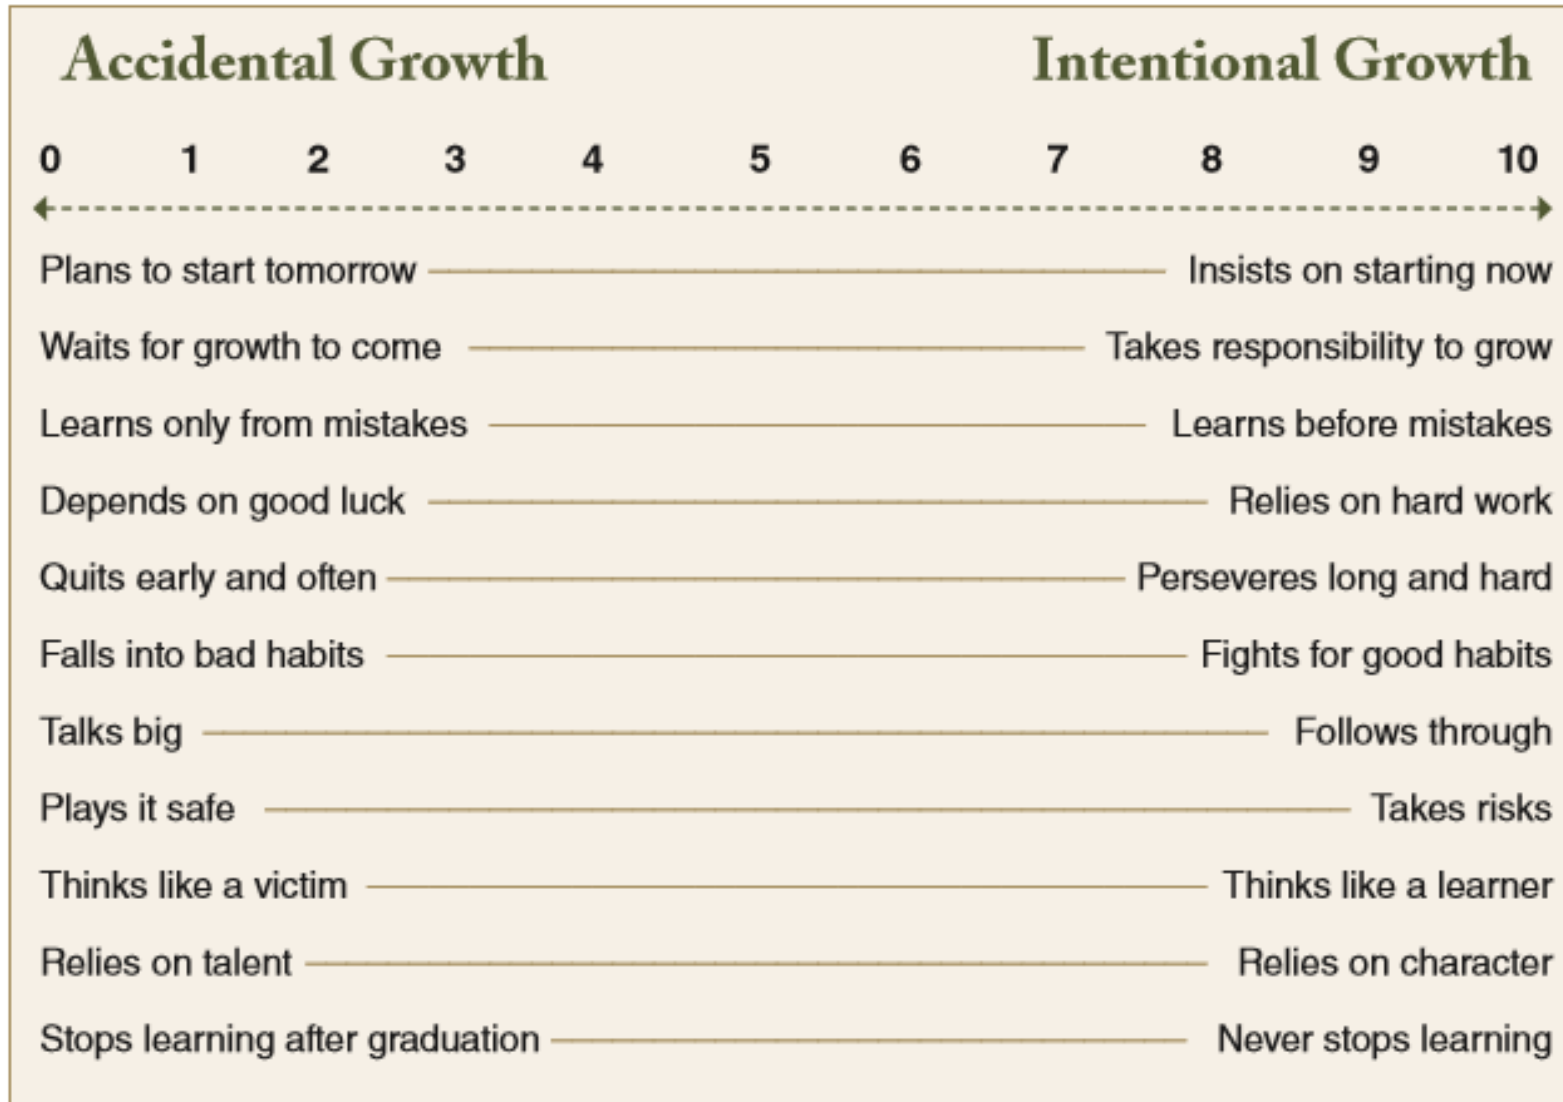 Accidental Growth Intentional Growth
0 1 2 3 4 5 6 7 8 9 10
Plans to start tomorrow Insists on starting now
Waits for growth to come Takes responsibility to grow
Learns only from mistakes Learns before mistakes
Depends on good luck Relies on hard work
Quits early and often Perseveres long and hard
Falls into bad habits Fights for good habits
Talks big Follows through
Plays it safe Takes risks
Thinks like a victim Thinks like a learner
Relies on talent Relies on character
Stops learning after graduation Never stops learning